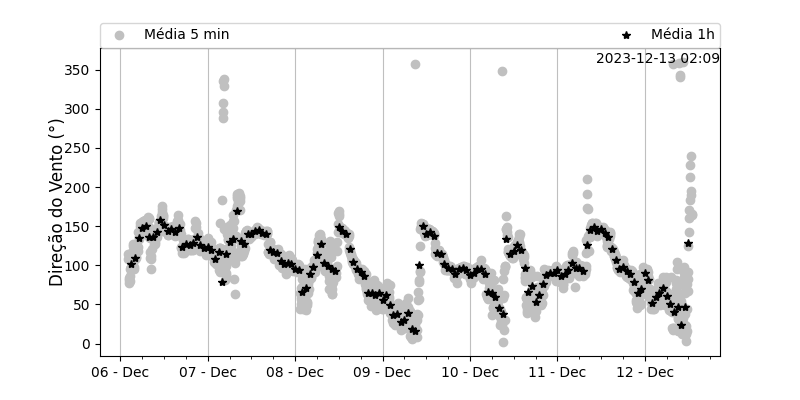 Média 5 min
Média 1h
2023-12-13 02:09
Direção do Vento (°)
350
300
250
200
150
100
50
0
06 - Dec
07 - Dec
08 - Dec
09 - Dec
10 - Dec
11 - Dec
12 - Dec